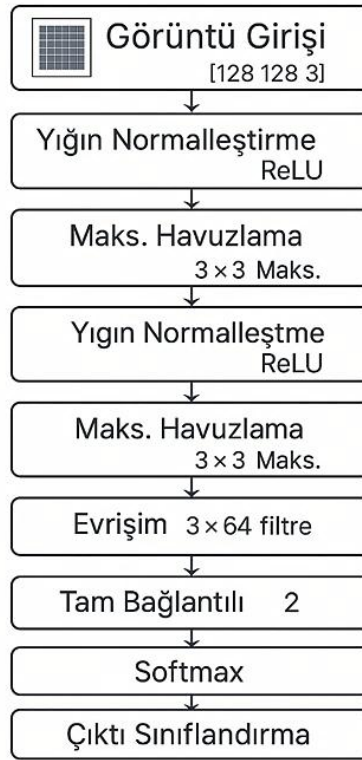 Görüntü Girişi
[128 128 3]
Yığın Normalleştirme
ReLU
Maks. Havuzlama
3 × 3 Maks.
Yıgın Normalleştme
ReLU
Maks. Havuzlama
3 × 3 Maks.
Evrişim 3 × 64 filtre
Tam Bağlantılı 2
Softmax
Çıktı Sınıflandırma